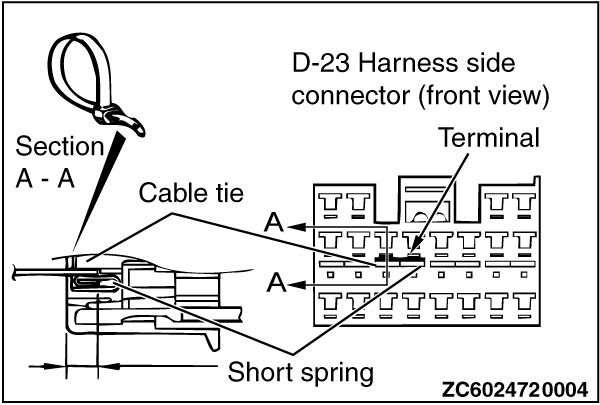 D-23 Harness side
connector (front view)
Terminal
Section
A - A
Cable tie
A
A
Short spring
ZC6024720004